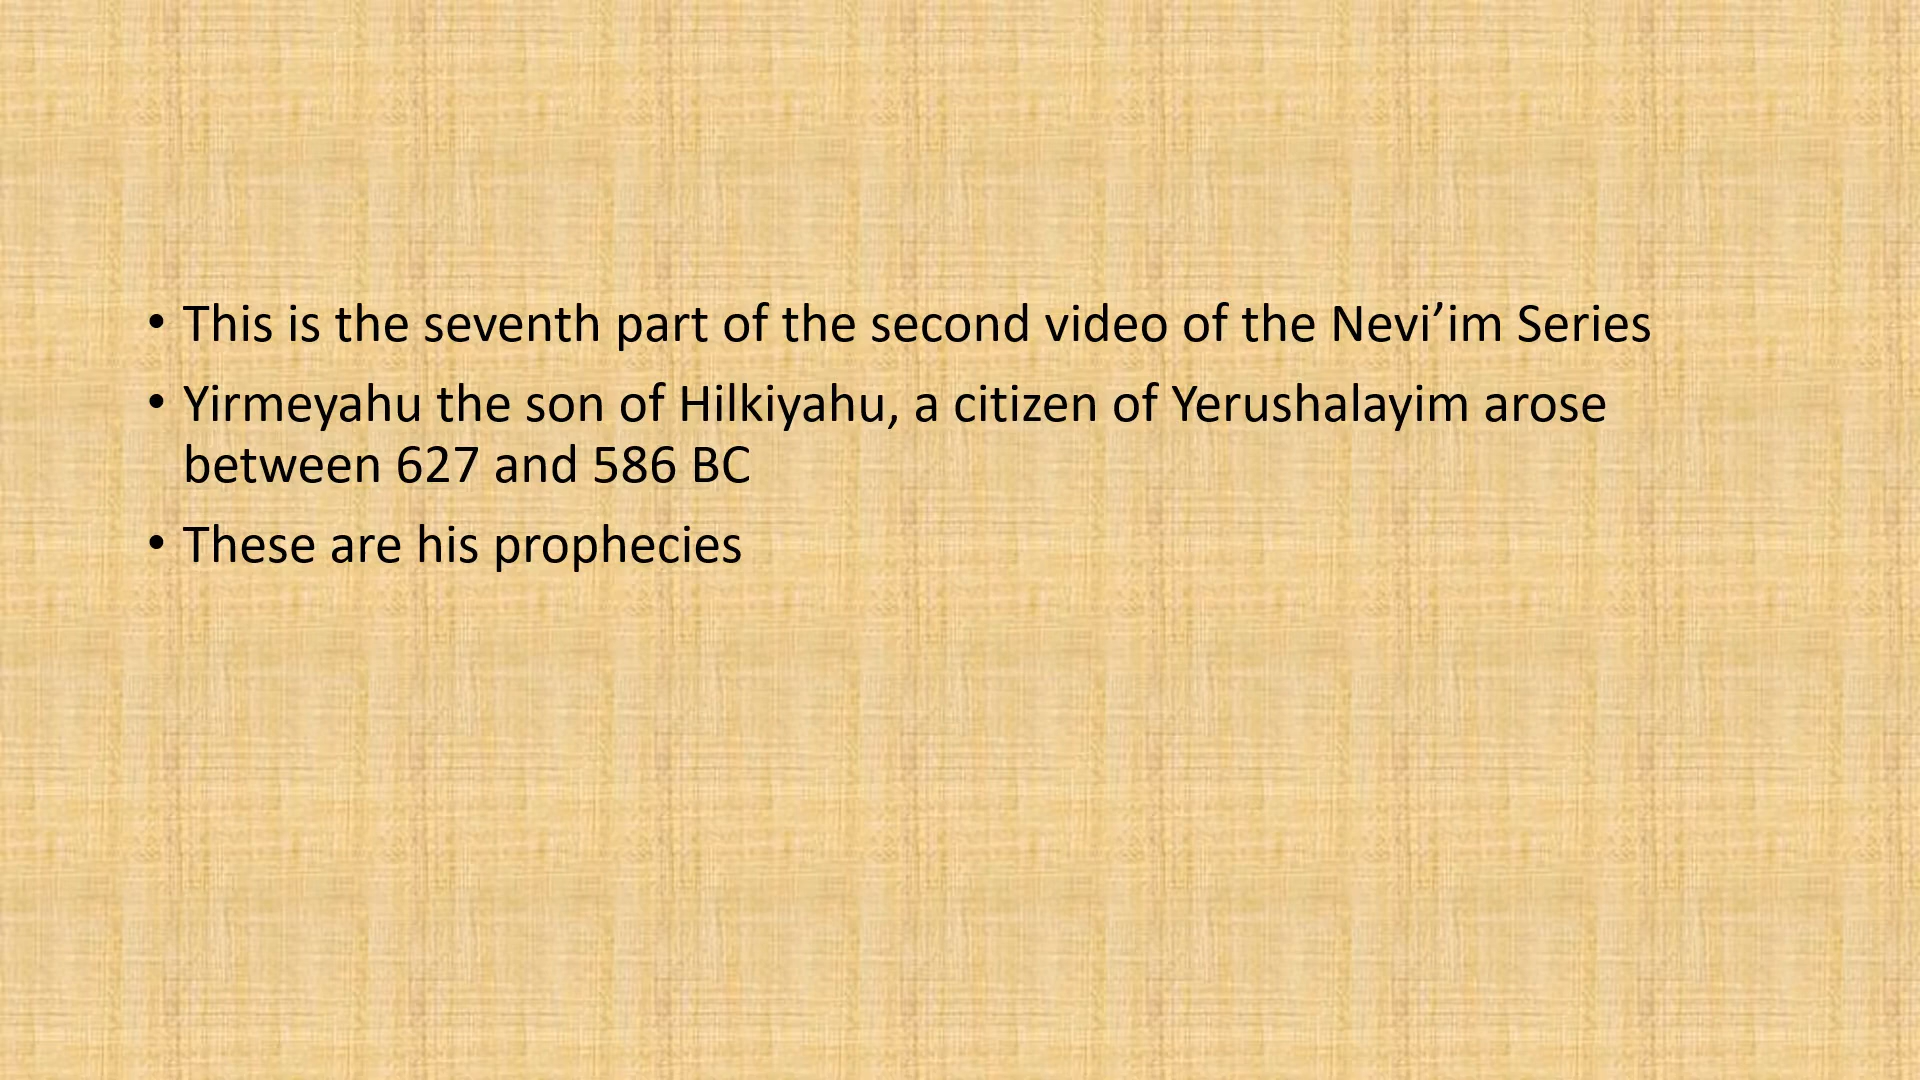 • This is the seventh part of the second video of the Nevi’im Series
• Yirmeyahu the son of Hilkiyahu, a citizen of Yerushalayim arose
between 627 and 586 BC
• These are his prophecies